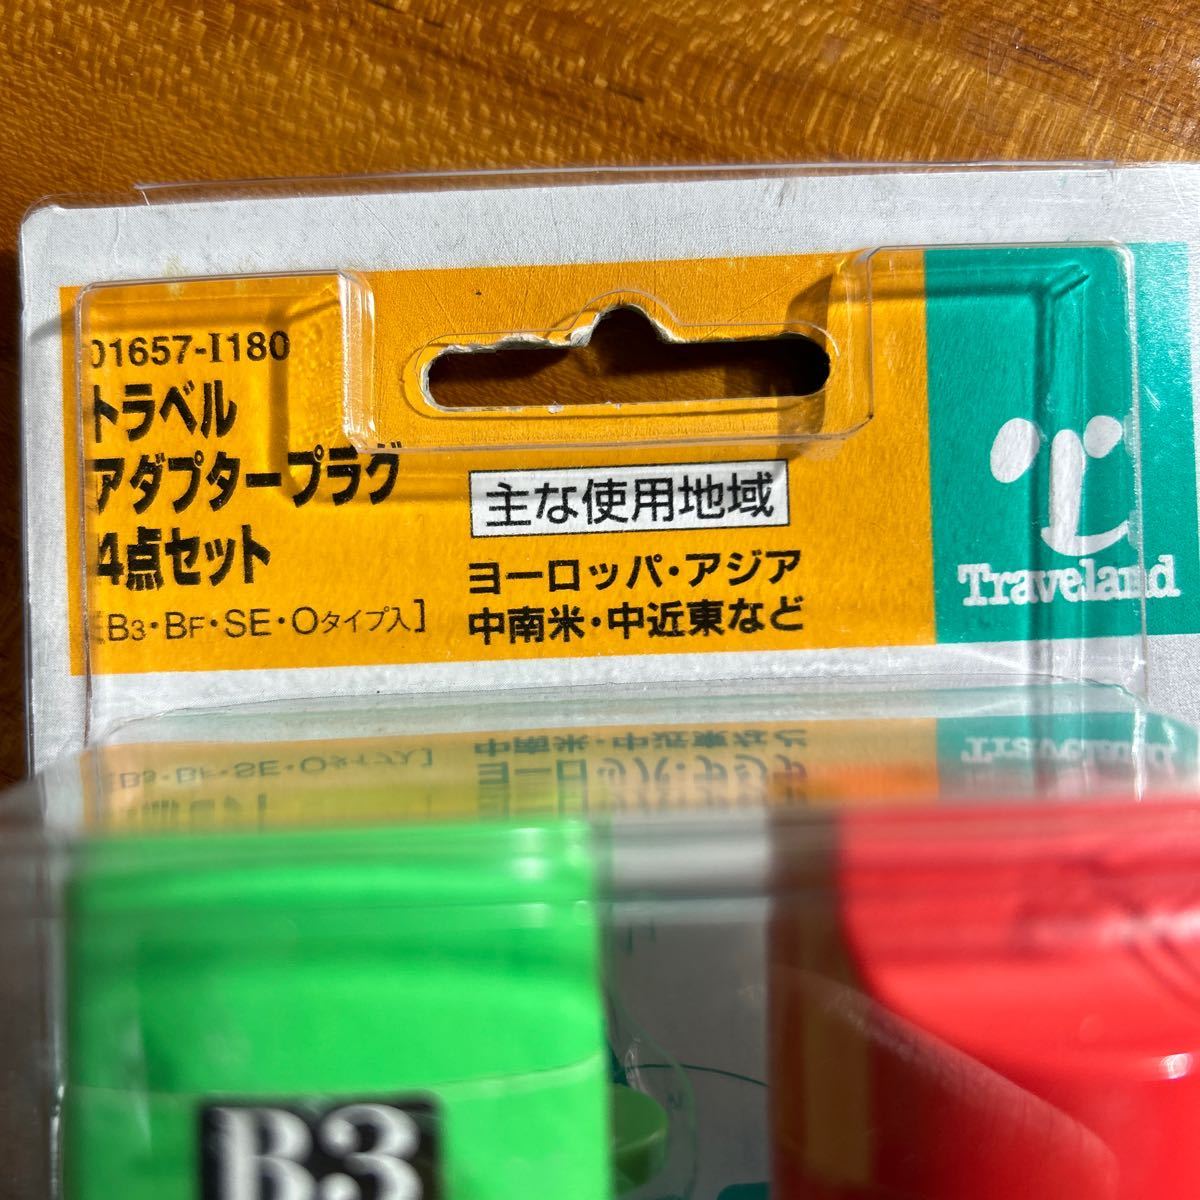 01657-I180
トラベル
アダプタープラグ
4点セット
[B3・BF・SE・Oタイプ入]
主な使用地域
ヨーロッパ・アジア
中南米・中近東など
Traveland
B3